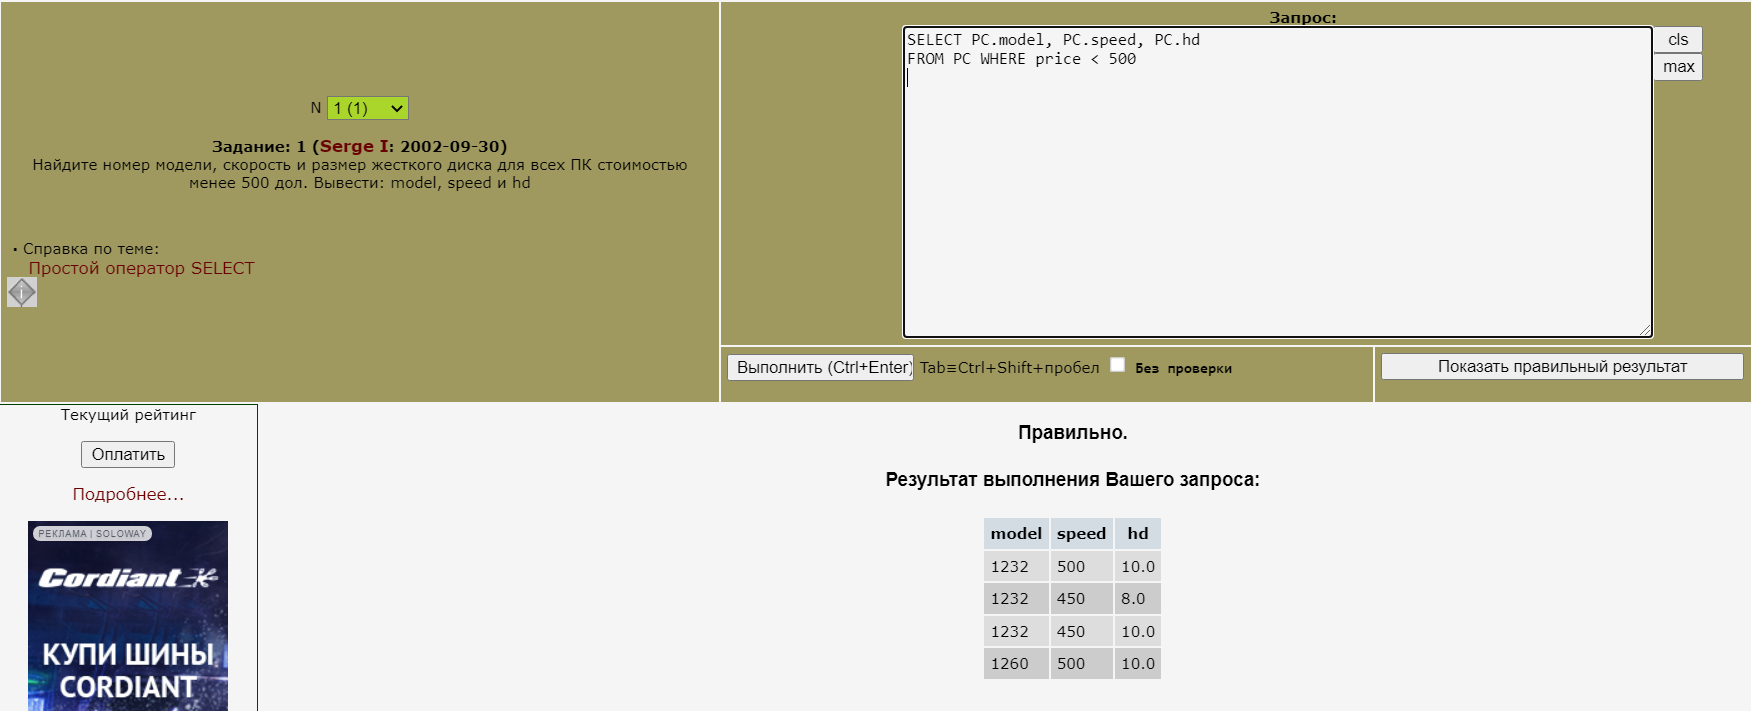 N 1 (1)
Задание: 1 (Serge I: 2002-09-30)
Найдите номер модели, скорость и размер жесткого диска для всех ПК стоимостью
менее 500 дол. Вывести: model, speed и hd
· Справка по теме:
Простой оператор SELECT
Запрос:
SELECT PC.model, PC.speed, PC.hd
FROM PC WHERE price < 500
cls
max
Выполнить (Ctrl+Enter) Tab=Ctrl+Shift+пробел Без проверки
Показать правильный результат
Текущий рейтинг
Оплатить
Подробнее...
РЕКЛАМА | SOLOWAY
Cordiant
КУПИ ШИНЫ
CORDIANT
Правильно.
Результат выполнения Вашего запроса:
model speed hd
1232 500 10.0
1232 450 8.0
1232 450 10.0
1260 500 10.0